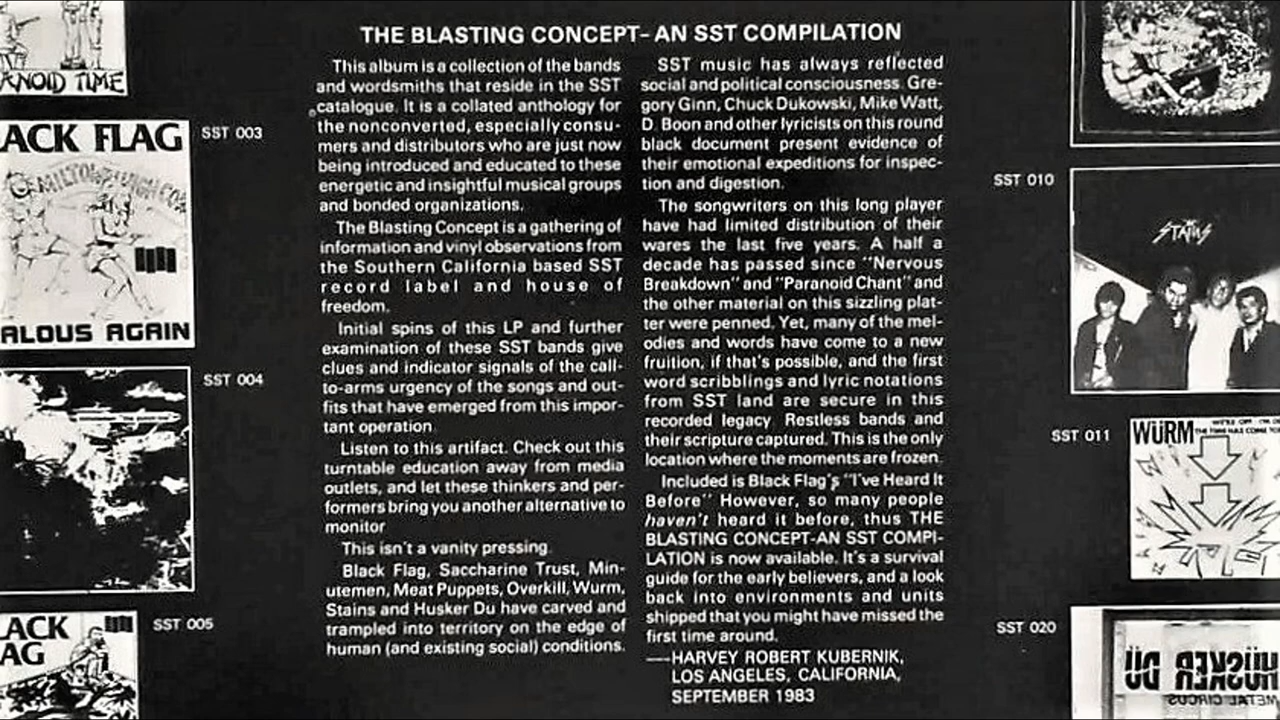 THE BLASTING CONCEPT- AN SST COMPILATION
This album is a collection of the bands
and wordsmiths that reside in the SST
catalogue. It is a collated anthology for
the nonconverted, especially consu-
mers and distributors who are just now
being introduced and educated to these
energetic and insightful musical groups
and bonded organizations.
The Blasting Concept is a gathering of
information and vinyl observations from
the Southern California based SST
record label and house of
freedom.
Initial spins of this LP and further
examination of these SST bands give
clues and indicator signals of the call-
to-arms urgency of the songs and out-
fits that have emerged from this impor-
tant operation
Listen to this artifact. Check out this
turntable education away from media
outlets, and let these thinkers and per-
formers bring you another alternative to
monitor
This isn't a vanity pressing
Black Flag, Saccharine Trust, Min-
utemen, Meat Puppets, Overkill, Wurm,
Stains and Husker Du have carved and
trampled into territory on the edge of
human (and existing social) conditions.
SST music has always reflected
social and political consciousness. Gre-
gory Ginn, Chuck Dukowski, Mike Watt,
D. Boon and other lyricists on this round
black document present evidence of
their emotional expeditions for inspec-
tion and digestion.
The songwriters on this long player
have had limited distribution of their
wares the last five years. A half a
decade has passed since "Nervous
Breakdown" and "Paranoid Chant" and
the other material on this sizzling plat-
ter were penned. Yet, many of the mel-
odies and words have come to a new
fruition, if that's possible, and the first
word scribblings and lyric notations
from SST land are secure in this
recorded legacy. Restless bands and
their scripture captured. This is the only
location where the moments are frozen.
Included is Black Flag's "I've Heard It
Before" However, so many people
haven't heard it before, thus THE
BLASTING CONCEPT-AN SST COMPI-
LATION is now available. It's a survival
guide for the early believers, and a look
back into environments and units
shipped that you might have missed the
first time around.
—HARVEY ROBERT KUBERNIK,
LOS ANGELES, CALIFORNIA,
SEPTEMBER 1983
NOID TIME
SST 003
ACK FLAG
ALOUS AGAIN
SST 004
SST 005
ACK
AG
SST 010
STAINS
SST 011
WÜRM
SST 020
HÜSKER DÜ
METAL CIRCUS